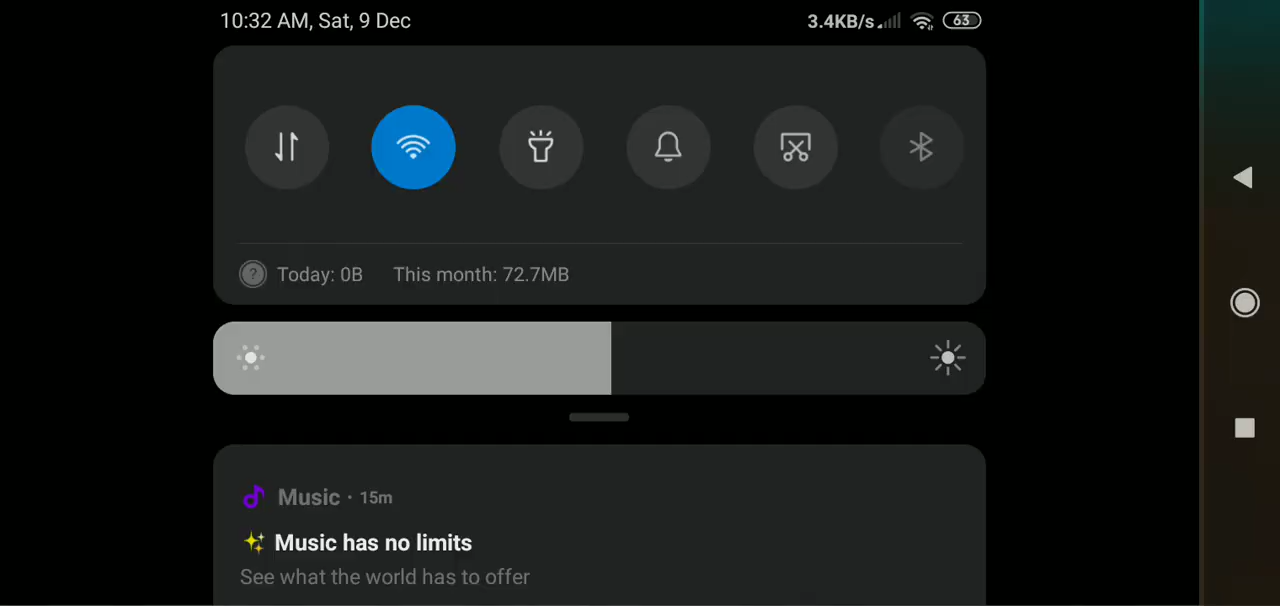 10:32 AM, Sat, 9 Dec 3.4KB/s 63
? Today: 0B This month: 72.7MB
Music · 15m
✨ Music has no limits
See what the world has to offer